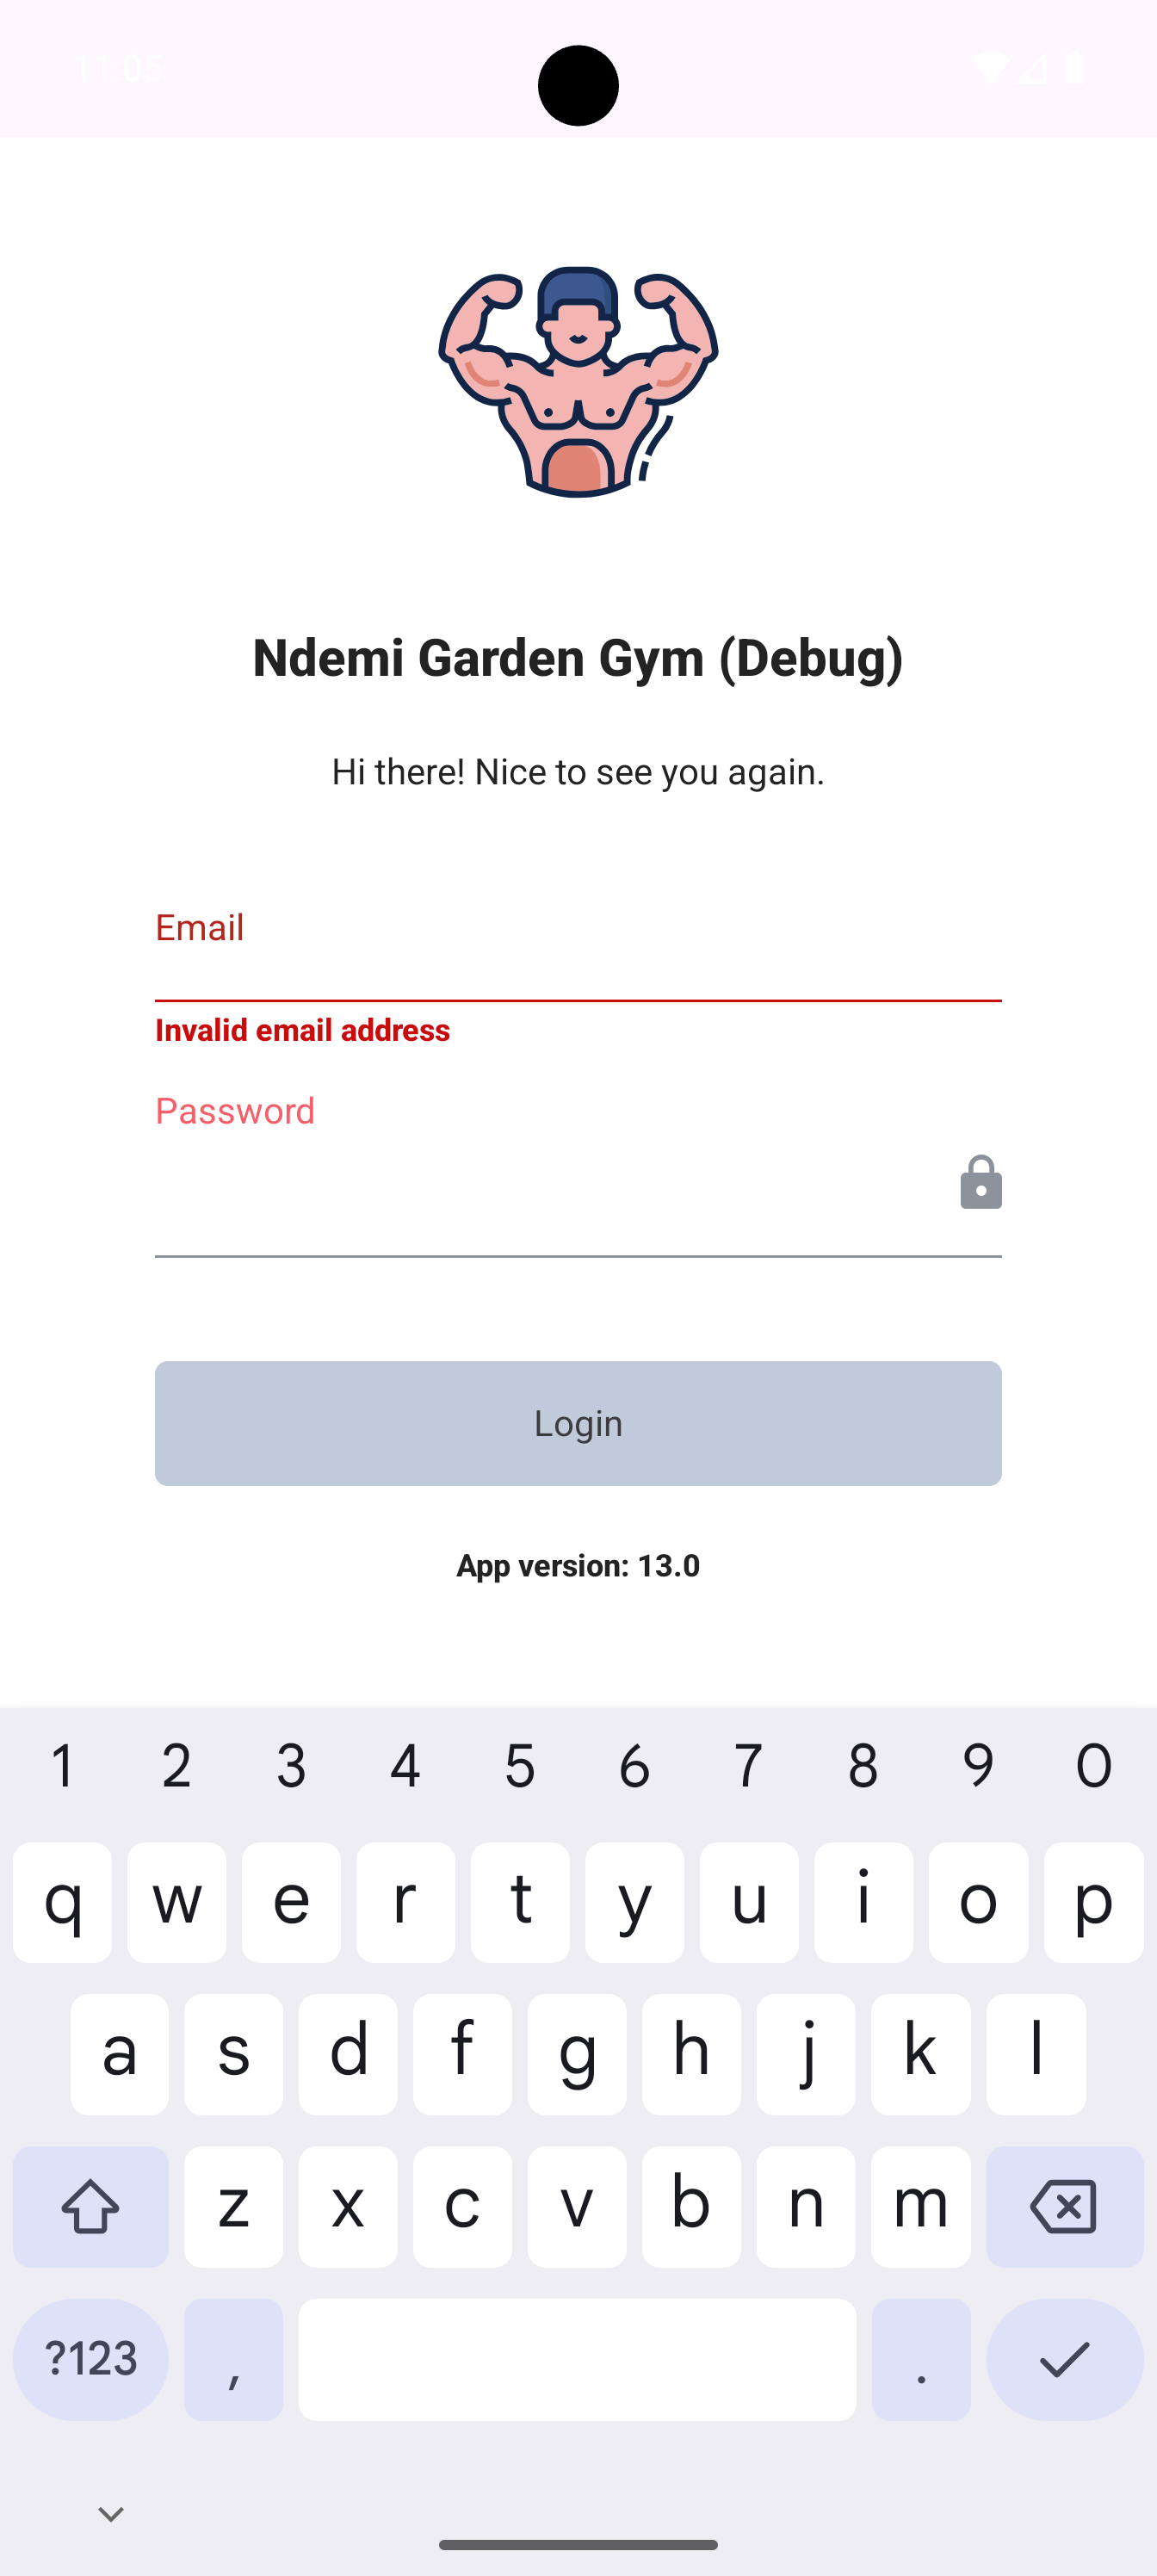 11:05
Ndemi Garden Gym (Debug)
Hi there! Nice to see you again.
Email
Invalid email address
Password
Login
App version: 13.0
1 2 3 4 5 6 7 8 9 0
q w e r t y u i o p
a s d f g h j k l
z x c v b n m
?123 , .